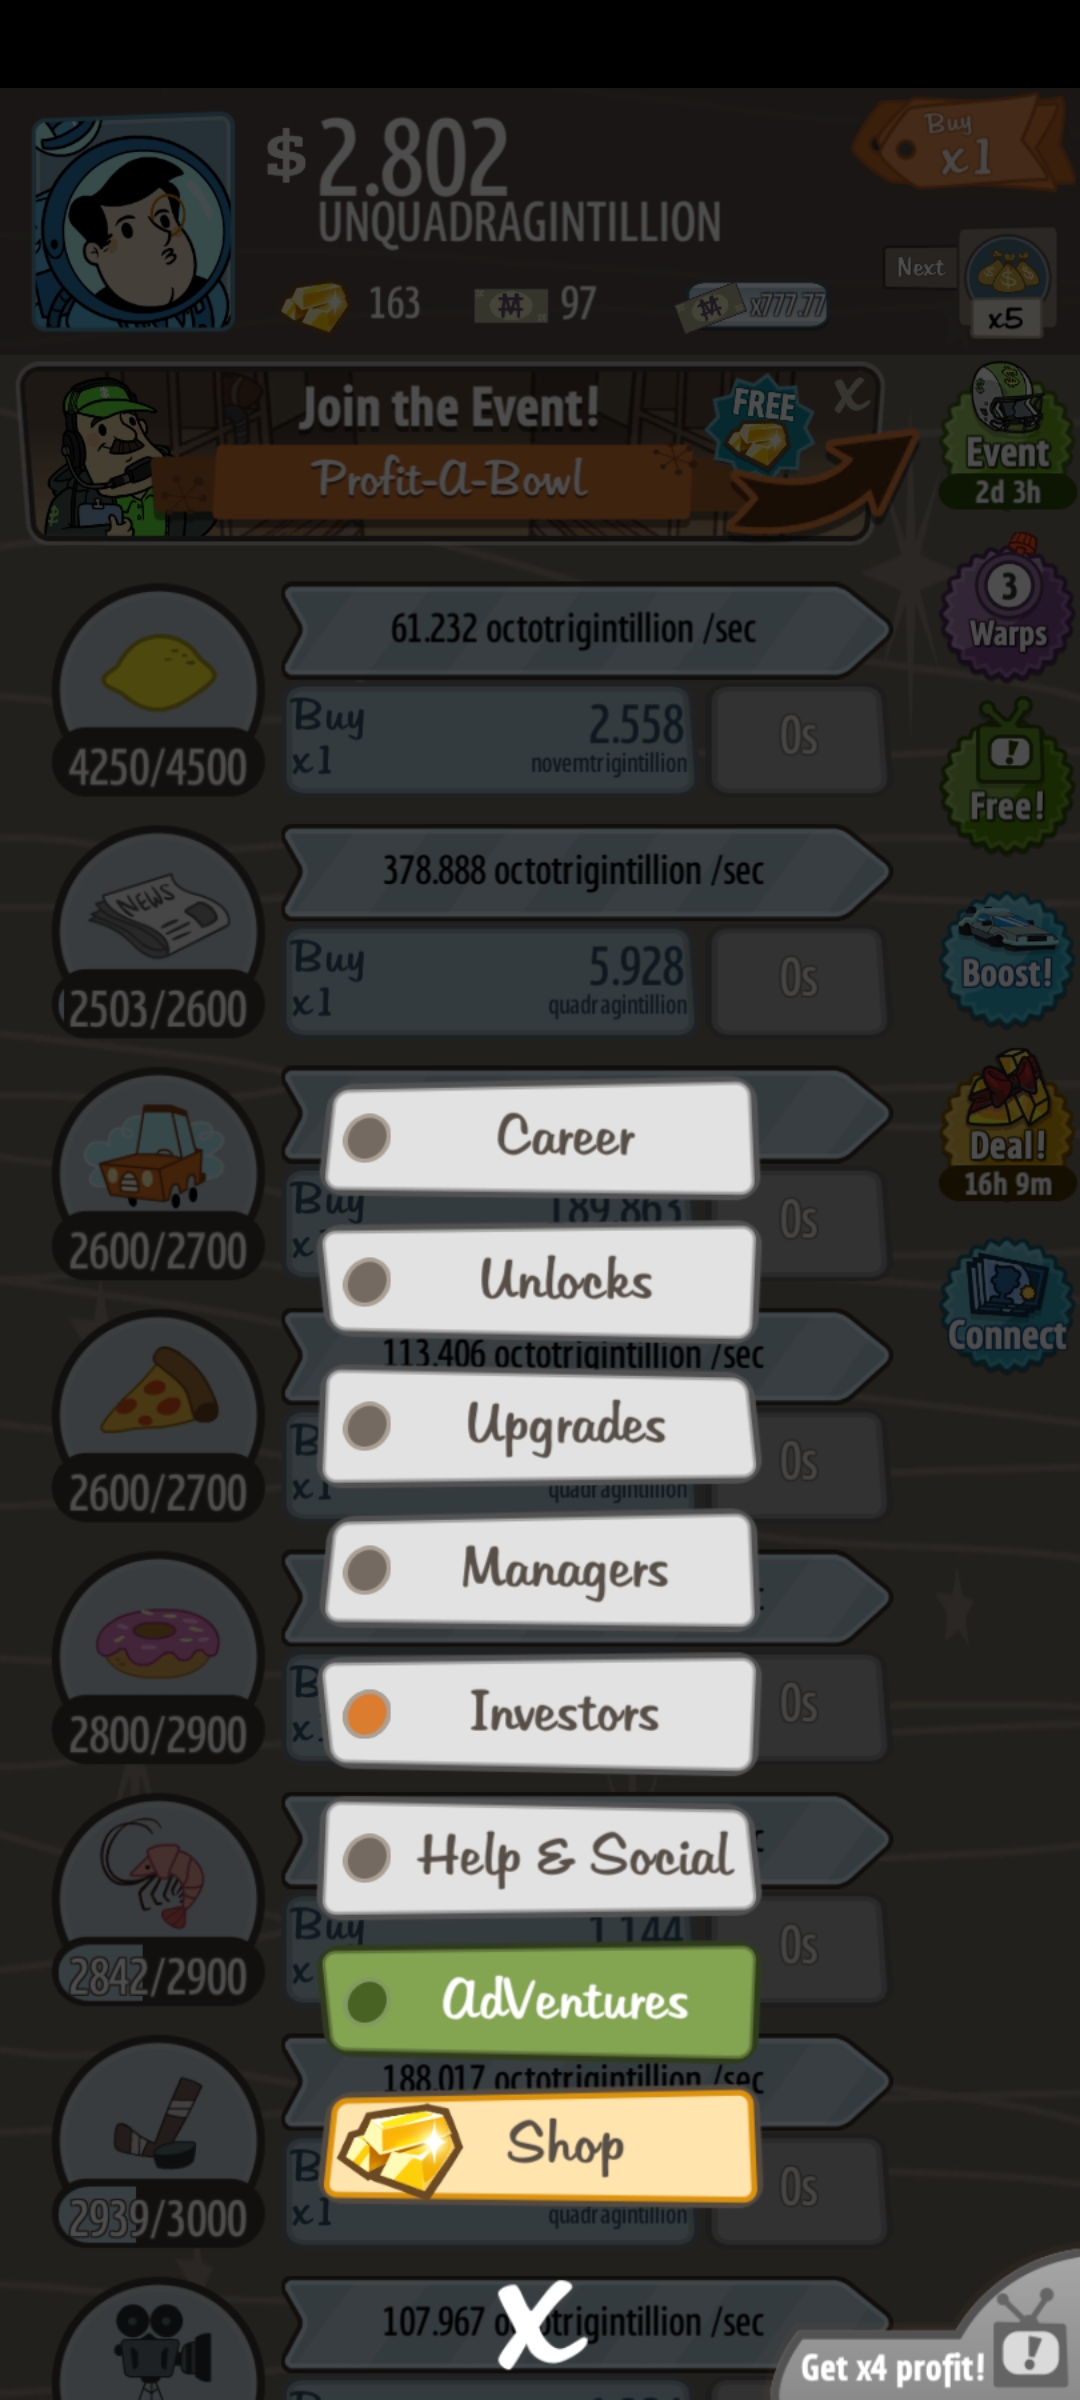 $2.802
UNQUADRAGINTILLION
Buy
x1
163
97
x777.77
Next
x5
Join the Event!
FREE
X
Profit-A-Bowl
Event
2d 3h
61.232 octotrigintillion /sec
3
Warps
4250/4500
Buy
x1
2.558
novemtrigintillion
0s
Free!
378.888 octotrigintillion /sec
NEWS
2503/2600
Buy
x1
5.928
quadragintillion
0s
Boost!
Deal!
16h 9m
Career
2600/2700
Buy
x
189.863
0s
Unlocks
Connect
113.406 octotrigintillion /sec
Upgrades
2600/2700
x1
quadragintillion
0s
Managers
Investors
2800/2900
0s
Help & Social
2842/2900
Buy
x
1.144
0s
AdVentures
188.017 octotrigintillion /sec
Shop
2939/3000
x1
quadragintillion
0s
107.967 octotrigintillion /sec
X
Get x4 profit!
!